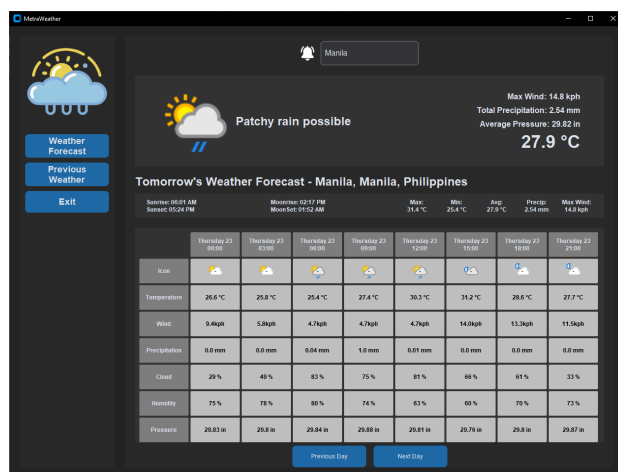 MetraWeather
Manila
Max Wind: 14.8 kph
Total Precipitation: 2.54 mm
Patchy rain possible
Average Pressure: 29.82 in
27.9 °C
Weather
Forecast
Previous
Weather
Exit
Tomorrow's Weather Forecast - Manila, Manila, Philippines
Sunrise: 06:01 AM Moonrise: 02:17 PM Max: Min: Avg: Precip: Max Wind:
Sunset: 05:24 PM MoonSet: 01:52 AM 31.4 °C 25.4 °C 27.9 °C 2.54 mm 14.8 kph
Thursday 23 Thursday 23 Thursday 23 Thursday 23 Thursday 23 Thursday 23 Thursday 23 Thursday 23
00:00 03:00 06:00 09:00 12:00 15:00 18:00 21:00
Icon
Temperature 26.6 °C 25.8 °C 25.4 °C 27.4 °C 30.3 °C 31.2 °C 28.6 °C 27.7 °C
Wind 9.4kph 5.8kph 4.7kph 4.7kph 4.7kph 14.0kph 13.3kph 11.5kph
Precipitation 0.0 mm 0.0 mm 0.04 mm 1.0 mm 0.01 mm 0.0 mm 0.0 mm 0.0 mm
Cloud 29 % 49 % 83 % 75 % 81 % 66 % 61 % 33 %
Humidity 75 % 78 % 80 % 74 % 63 % 60 % 70 % 73 %
Pressure 29.83 in 29.8 in 29.84 in 29.88 in 29.81 in 29.76 in 29.8 in 29.87 in
Previous Day Next Day